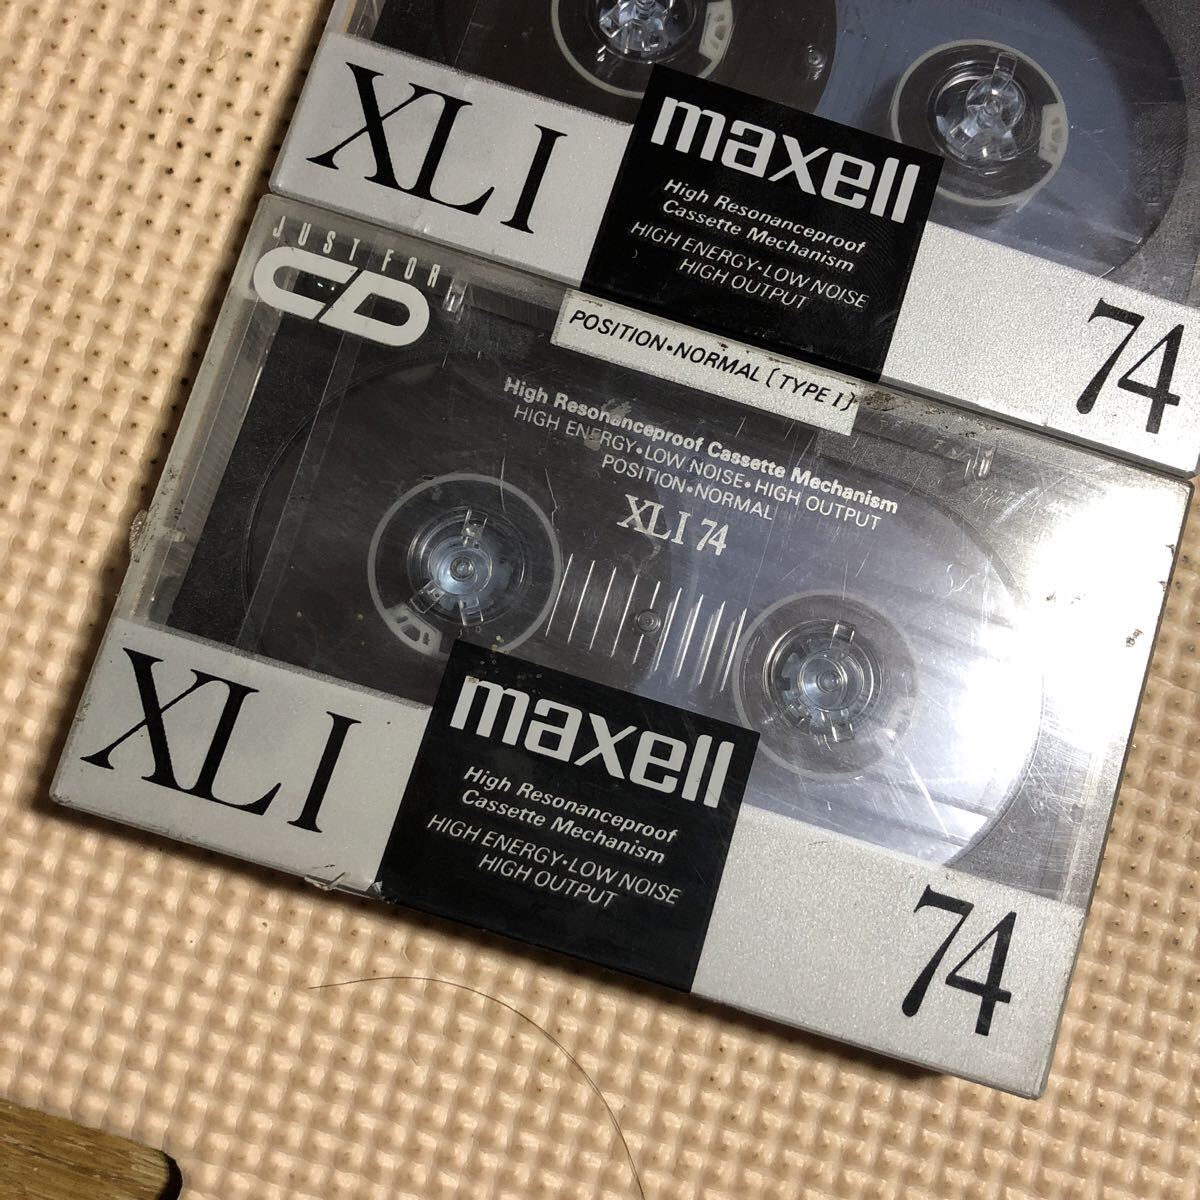 XLI
maxell
High Resonanceproof
Cassette Mechanism
HIGH ENERGY•LOW NOISE
HIGH OUTPUT
74
JUST FOR
CD
POSITION•NORMAL [TYPE I]
High Resonanceproof Cassette Mechanism
HIGH ENERGY•LOW NOISE•HIGH OUTPUT
POSITION•NORMAL
XLI 74
XLI
maxell
High Resonanceproof
Cassette Mechanism
HIGH ENERGY•LOW NOISE
HIGH OUTPUT
74